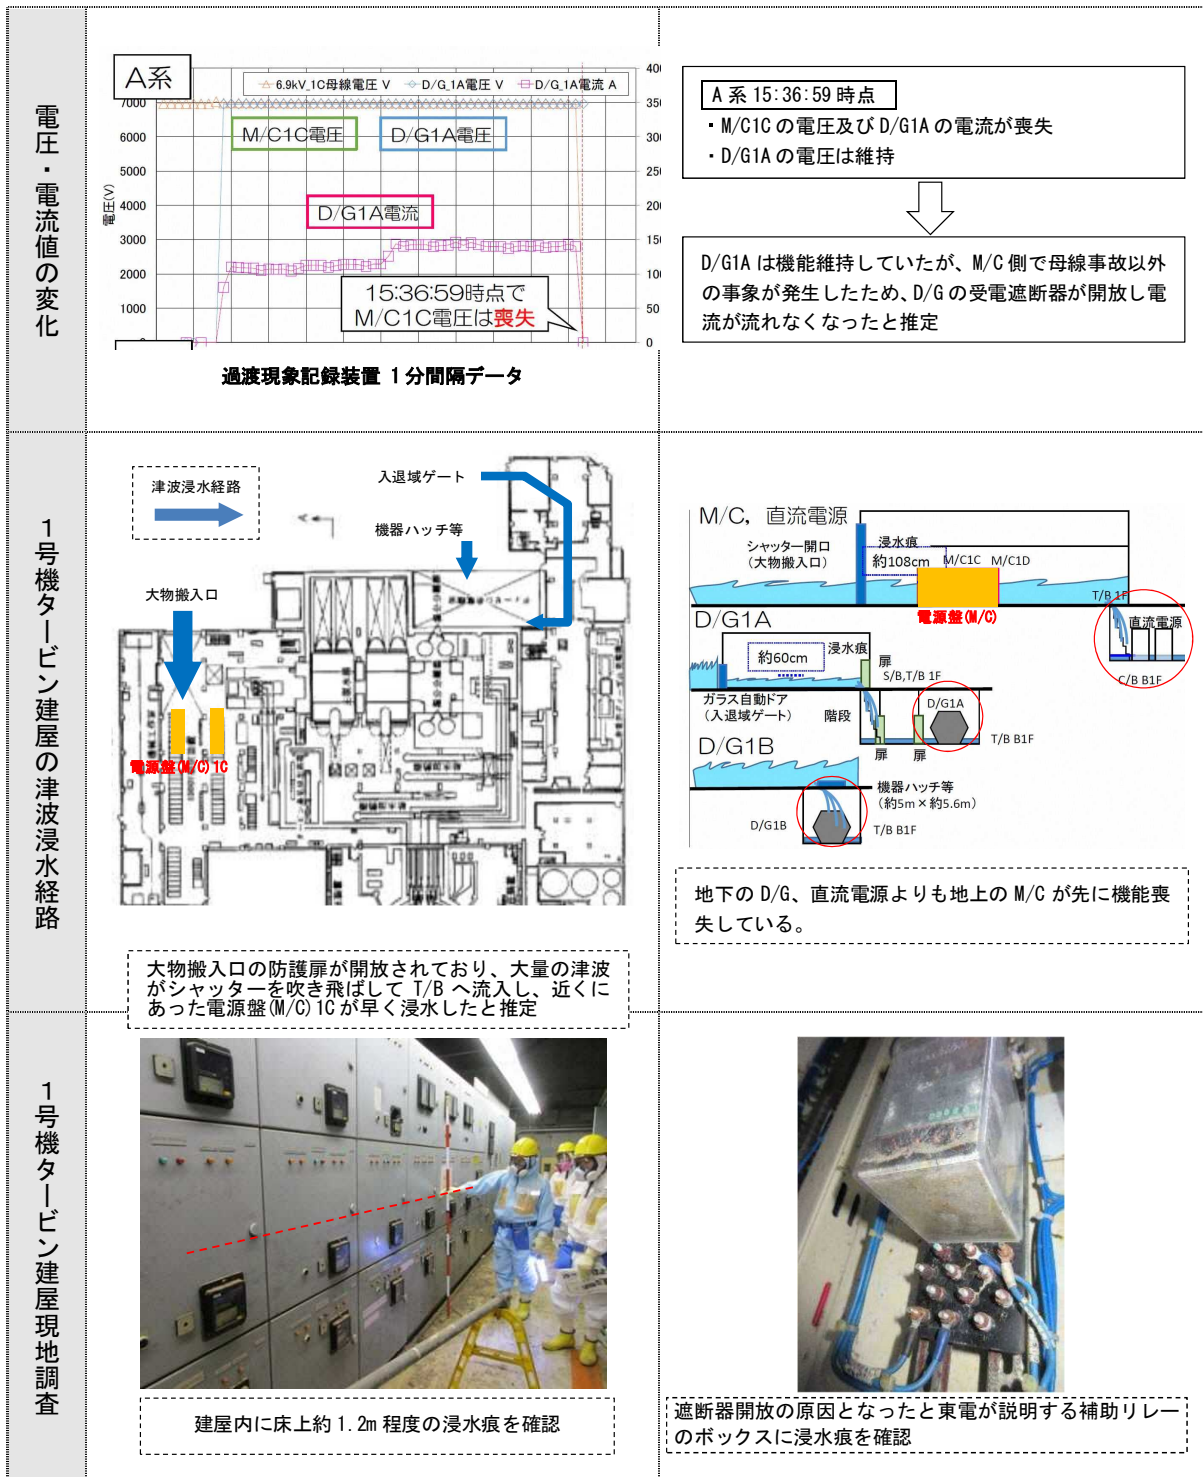 電圧・電流値の変化
A系
6.9kV_1C母線電圧 V
D/G_1A電圧 V
D/G_1A電流 A
7000
6000
5000
4000
3000
2000
1000
電圧(V)
40
35
30
25
20
15
100
50
0
M/C1C電圧
D/G1A電圧
D/G1A電流
15:36:59時点で
M/C1C電圧は喪失
過渡現象記録装置 1分間隔データ
A系 15:36:59 時点
・M/C1C の電圧及び D/G1A の電流が喪失
・D/G1A の電圧は維持
D/G1A は機能維持していたが、M/C 側で母線事故以外
の事象が発生したため、D/G の受電遮断器が開放し電
流が流れなくなったと推定
1号機タービン建屋の津波浸水経路
津波浸水経路
入退域ゲート
機器ハッチ等
大物搬入口
A
電源盤(M/C)1C
大物搬入口の防護扉が開放されており、大量の津波
がシャッターを吹き飛ばして T/B へ流入し、近くに
あった電源盤(M/C)1C が早く浸水したと推定
M/C, 直流電源
シャッター開口
(大物搬入口)
浸水痕
約108cm
M/C1C
M/C1D
電源盤(M/C)
T/B 1F
直流電源
C/B B1F
D/G1A
約60cm
浸水痕
扉
S/B,T/B 1F
ガラス自動ドア
(入退域ゲート)
階段
D/G1A
扉
扉
T/B B1F
D/G1B
機器ハッチ等
(約5m×約5.6m)
D/G1B
T/B B1F
地下の D/G、直流電源よりも地上の M/C が先に機能喪
失している。
1号機タービン建屋現地調査
建屋内に床上約 1.2m 程度の浸水痕を確認
遮断器開放の原因となったと東電が説明する補助リレー
のボックスに浸水痕を確認